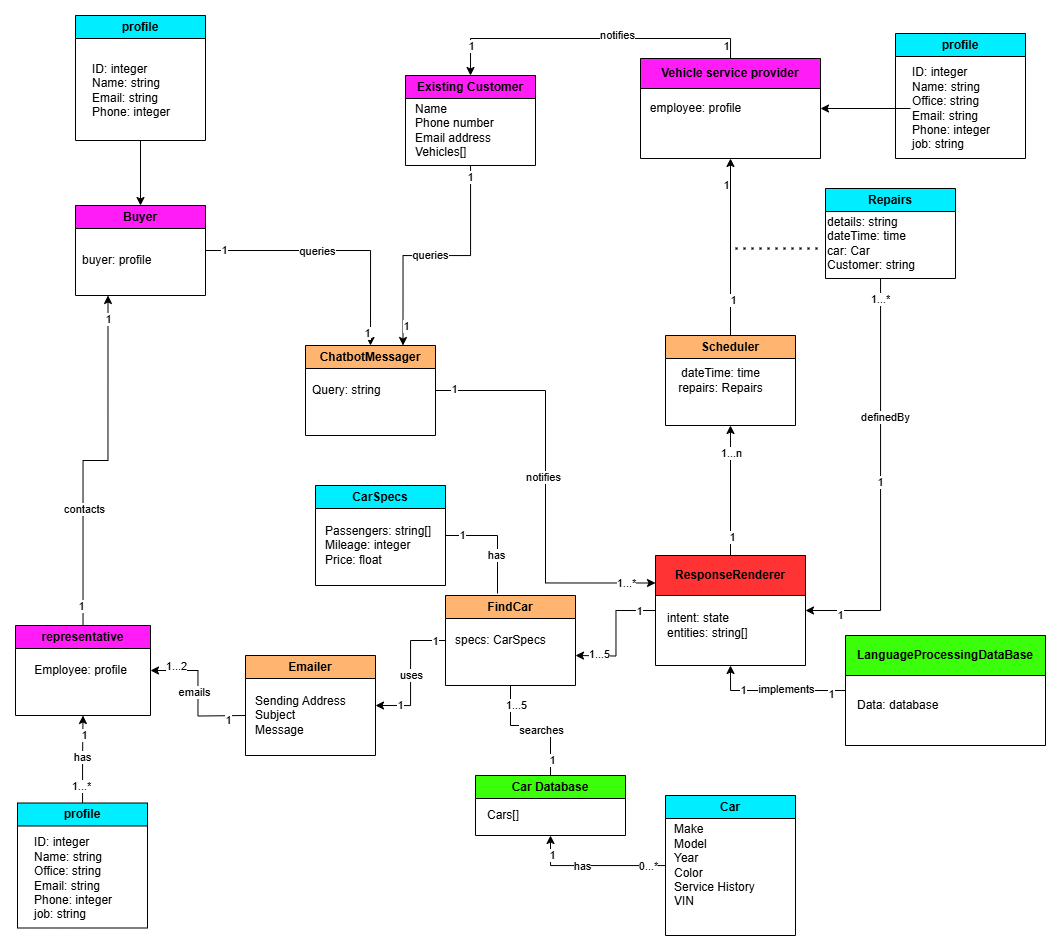 profile
ID: integer
Name: string
Email: string
Phone: integer
notifies
1
1
Existing Customer
Name
Phone number
Email address
Vehicles[]
1
Vehicle service provider
employee: profile
profile
ID: integer
Name: string
Office: string
Email: string
Phone: integer
job: string
Buyer
buyer: profile
1
queries
1
queries
1
1
1
Repairs
details: string
dateTime: time
car: Car
Customer: string
1...*
definedBy
1
1
1
ChatbotMessager
Query: string
1
notifies
1...*
Scheduler
dateTime: time
repairs: Repairs
1...n
1
contacts
1
CarSpecs
Passengers: string[]
Mileage: integer
Price: float
1
has
ResponseRenderer
intent: state
entities: string[]
1
1...5
FindCar
specs: CarSpecs
1
uses
1
LanguageProcessingDataBase
Data: database
1
implements
1
representative
Employee: profile
1...2
emails
1
Emailer
Sending Address
Subject
Message
1...5
searches
1
1
has
1...*
profile
ID: integer
Name: string
Office: string
Email: string
Phone: integer
job: string
Car Database
Cars[]
1
has
0...*
Car
Make
Model
Year
Color
Service History
VIN